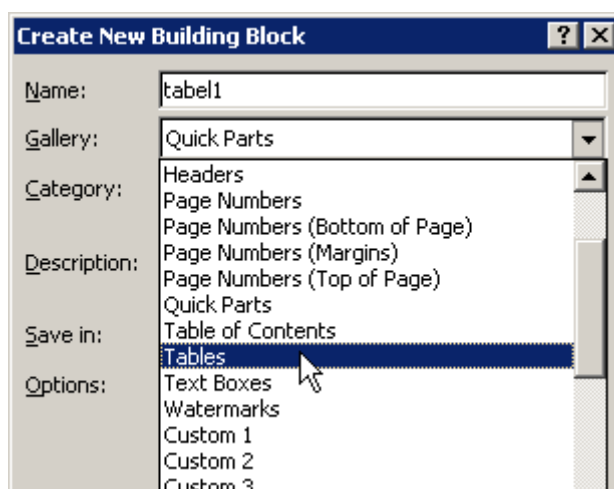 Create New Building Block
Name: tabel1
Gallery: Quick Parts
Headers
Category:
Page Numbers
Page Numbers (Bottom of Page)
Page Numbers (Margins)
Description:
Page Numbers (Top of Page)
Quick Parts
Save in:
Table of Contents
Tables
Options:
Text Boxes
Watermarks
Custom 1
Custom 2
Custom 3